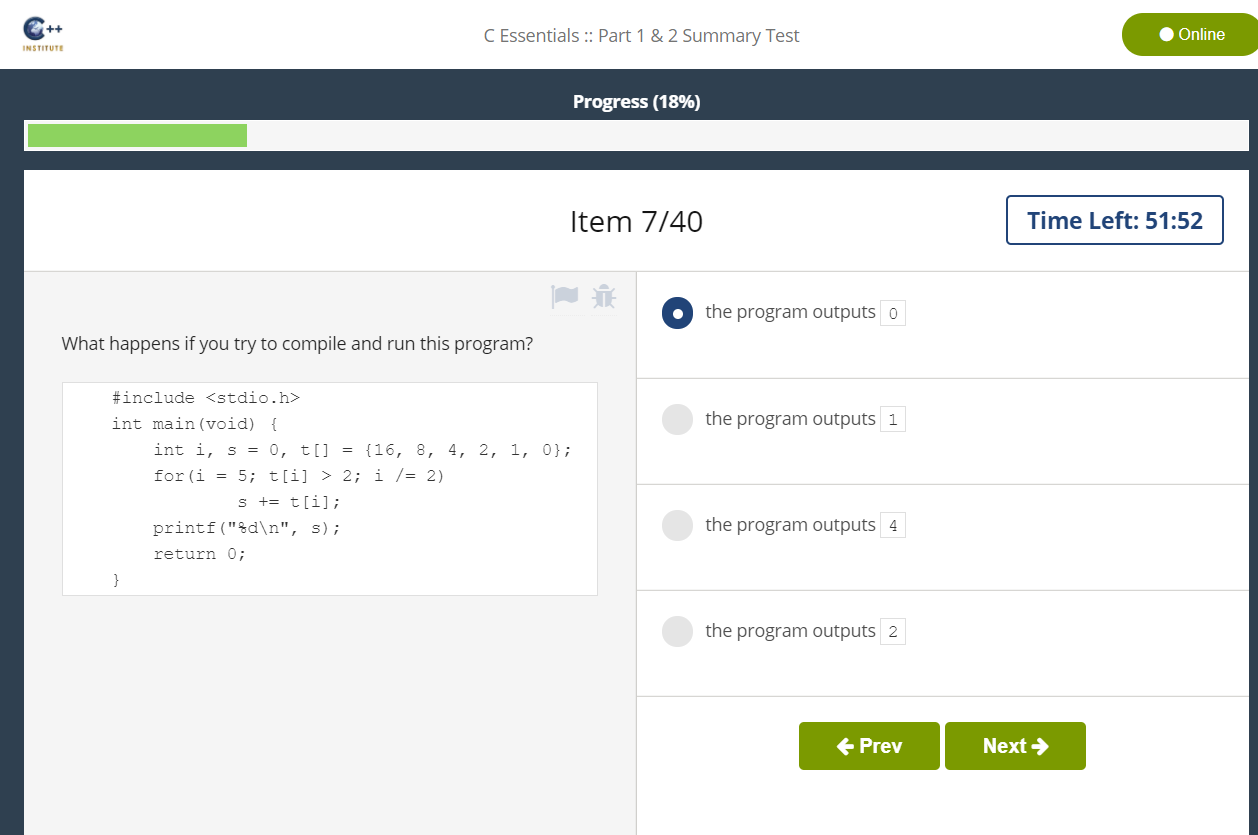 C++
INSTITUTE
C Essentials :: Part 1 & 2 Summary Test
Online
Progress (18%)
Item 7/40
Time Left: 51:52
What happens if you try to compile and run this program?
#include <stdio.h>
int main(void) {
    int i, s = 0, t[] = {16, 8, 4, 2, 1, 0};
    for(i = 5; t[i] > 2; i /= 2)
            s += t[i];
    printf("%d\n", s);
    return 0;
}
the program outputs 0
the program outputs 1
the program outputs 4
the program outputs 2
Prev
Next